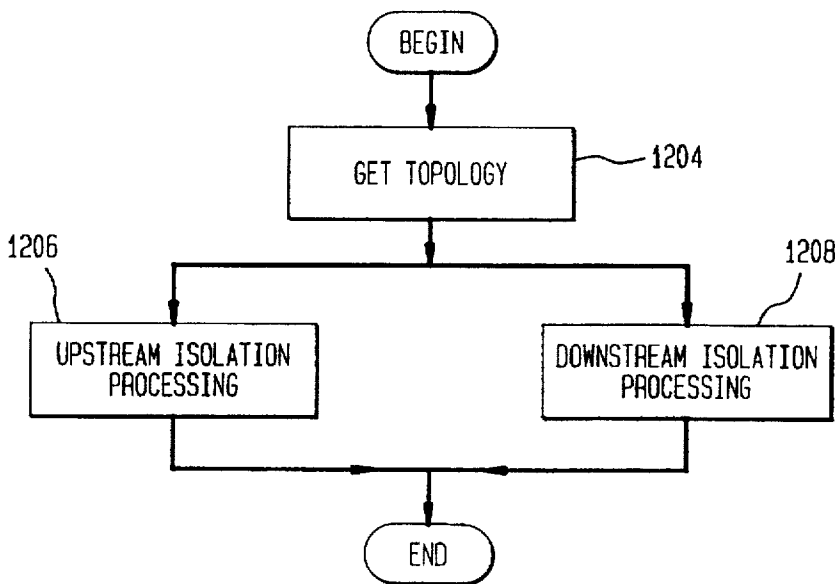 BEGIN
GET TOPOLOGY
1204
1206
1208
UPSTREAM ISOLATION
PROCESSING
DOWNSTREAM ISOLATION
PROCESSING
END